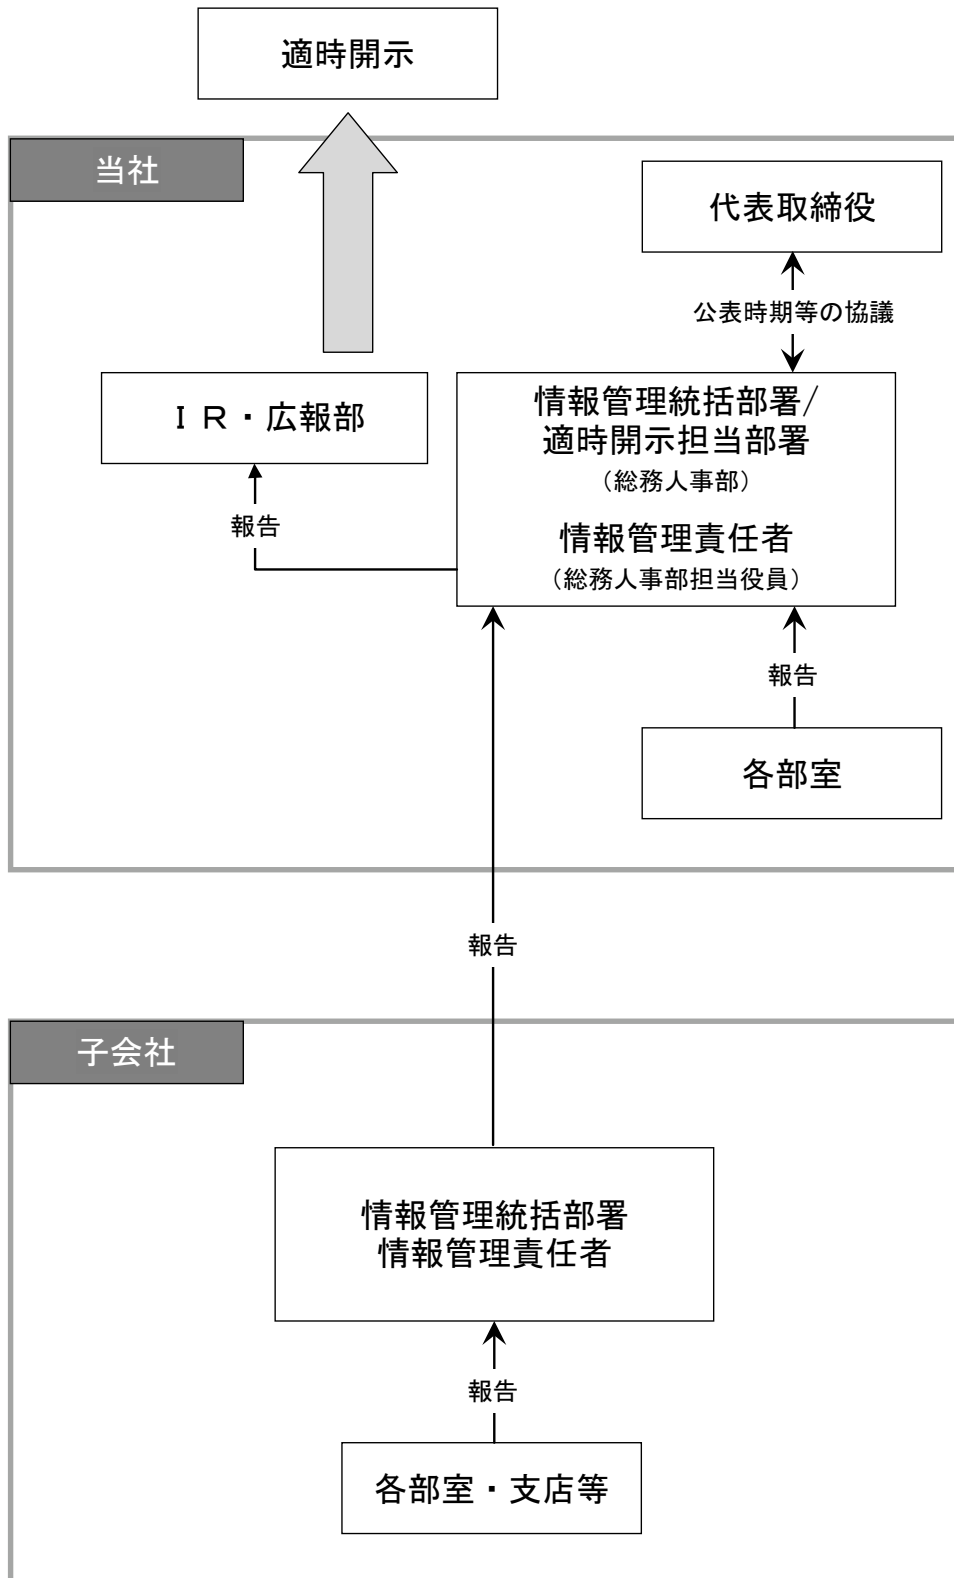 適時開示
当社
代表取締役
公表時期等の協議
ＩＲ・広報部
情報管理統括部署/
適時開示担当部署
（総務人事部）
情報管理責任者
（総務人事部担当役員）
報告
報告
各部室
報告
子会社
情報管理統括部署
情報管理責任者
報告
各部室・支店等